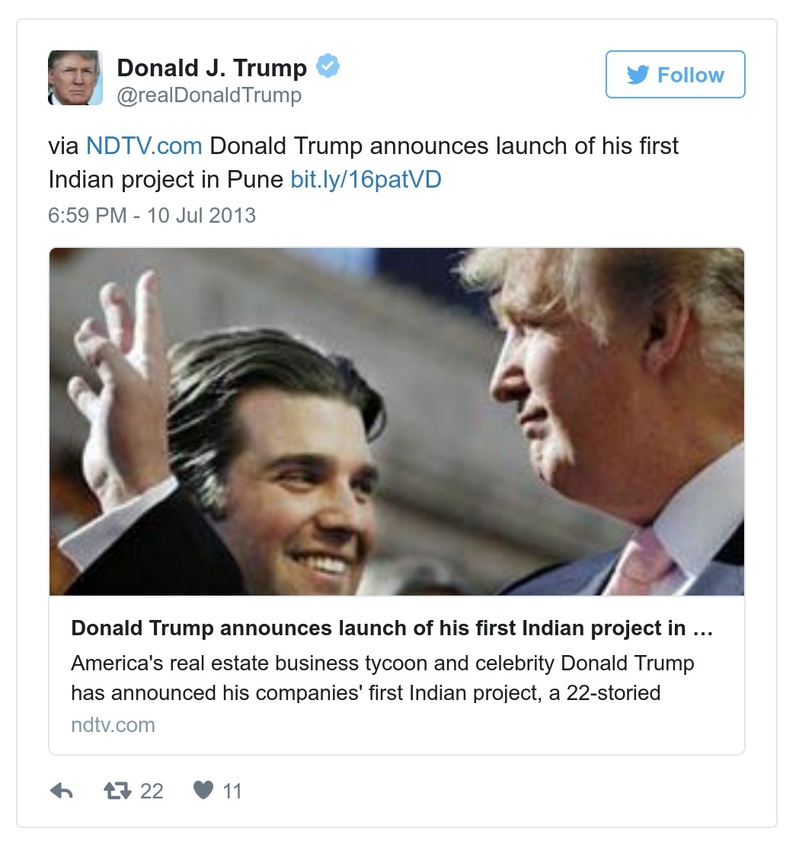 Donald J. Trump
@realDonaldTrump
Follow
via NDTV.com Donald Trump announces launch of his first
Indian project in Pune bit.ly/16patVD
6:59 PM - 10 Jul 2013
Donald Trump announces launch of his first Indian project in ...
America's real estate business tycoon and celebrity Donald Trump
has announced his companies' first Indian project, a 22-storied
ndtv.com
22
11